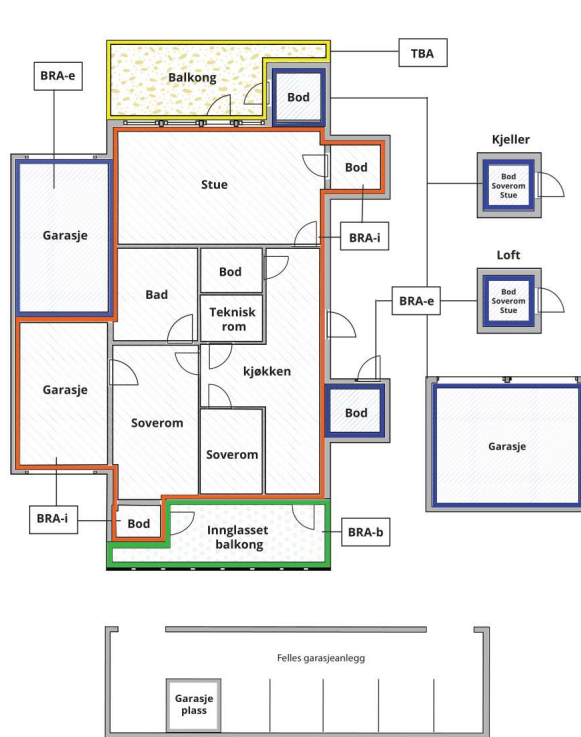 TBA
BRA-e
Balkong
Bod
Kjeller
Bod
Soverom
Stue
Stue
Bod
Garasje
BRA-i
Loft
Bod
Bad
BRA-e
Bod
Soverom
Stue
Teknisk
rom
Garasje
kjøkken
Bod
Soverom
Garasje
Soverom
BRA-i
Bod
Innglasset
balkong
BRA-b
Felles garasjeanlegg
Garasje
plass